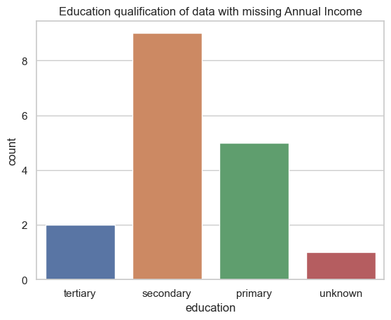 Education qualification of data with missing Annual Income
8
6
4
2
0
count
tertiary secondary primary unknown
education